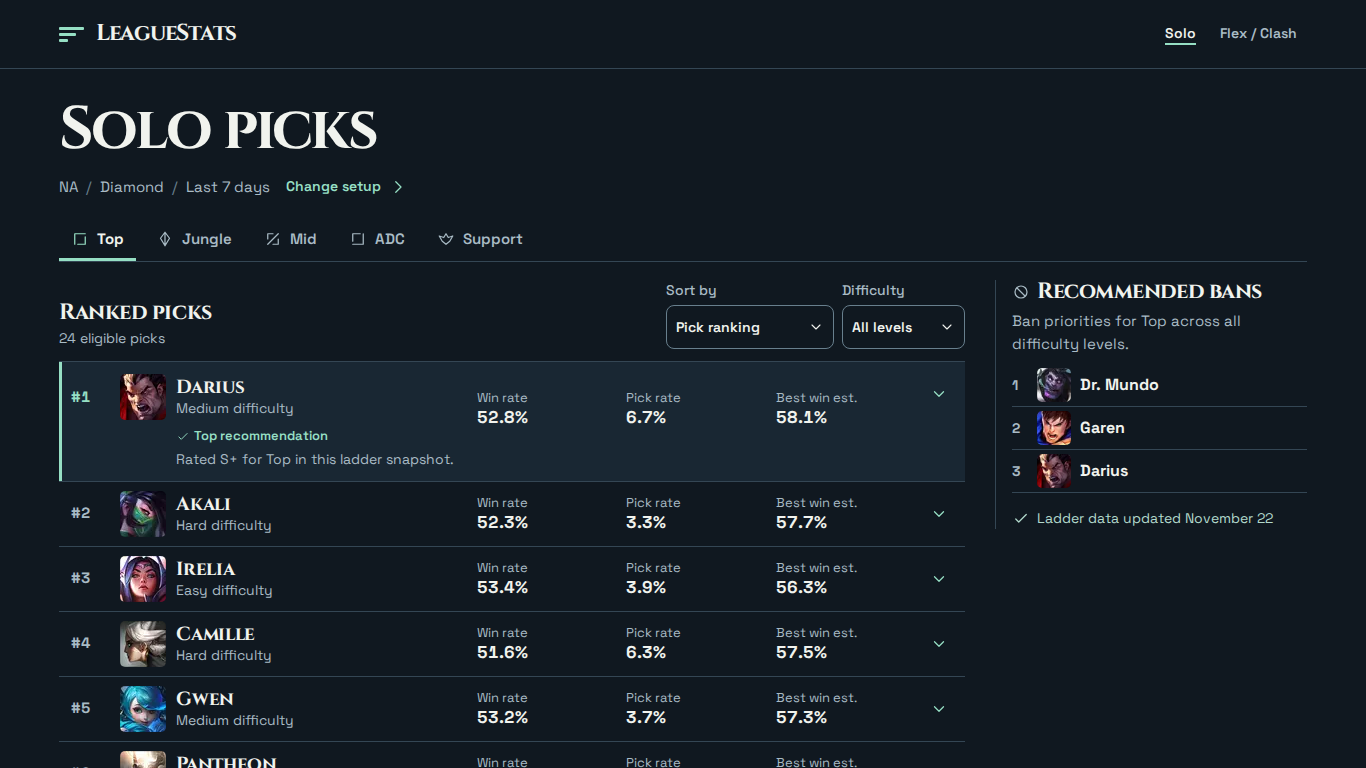 LeagueStats
Solo
Flex / Clash
Solo picks
NA / Diamond / Last 7 days Change setup
Top
Jungle
Mid
ADC
Support
Ranked picks
24 eligible picks
Sort by
Pick ranking
Difficulty
All levels
#1
Darius
Medium difficulty
Top recommendation
Rated S+ for Top in this ladder snapshot.
Win rate
52.8%
Pick rate
6.7%
Best win est.
58.1%
#2
Akali
Hard difficulty
Win rate
52.3%
Pick rate
3.3%
Best win est.
57.7%
#3
Irelia
Easy difficulty
Win rate
53.4%
Pick rate
3.9%
Best win est.
56.3%
#4
Camille
Hard difficulty
Win rate
51.6%
Pick rate
6.3%
Best win est.
57.5%
#5
Gwen
Medium difficulty
Win rate
53.2%
Pick rate
3.7%
Best win est.
57.3%
Pantheon
Win rate
Pick rate
Best win est.
Recommended bans
Ban priorities for Top across all
difficulty levels.
1 Dr. Mundo
2 Garen
3 Darius
Ladder data updated November 22